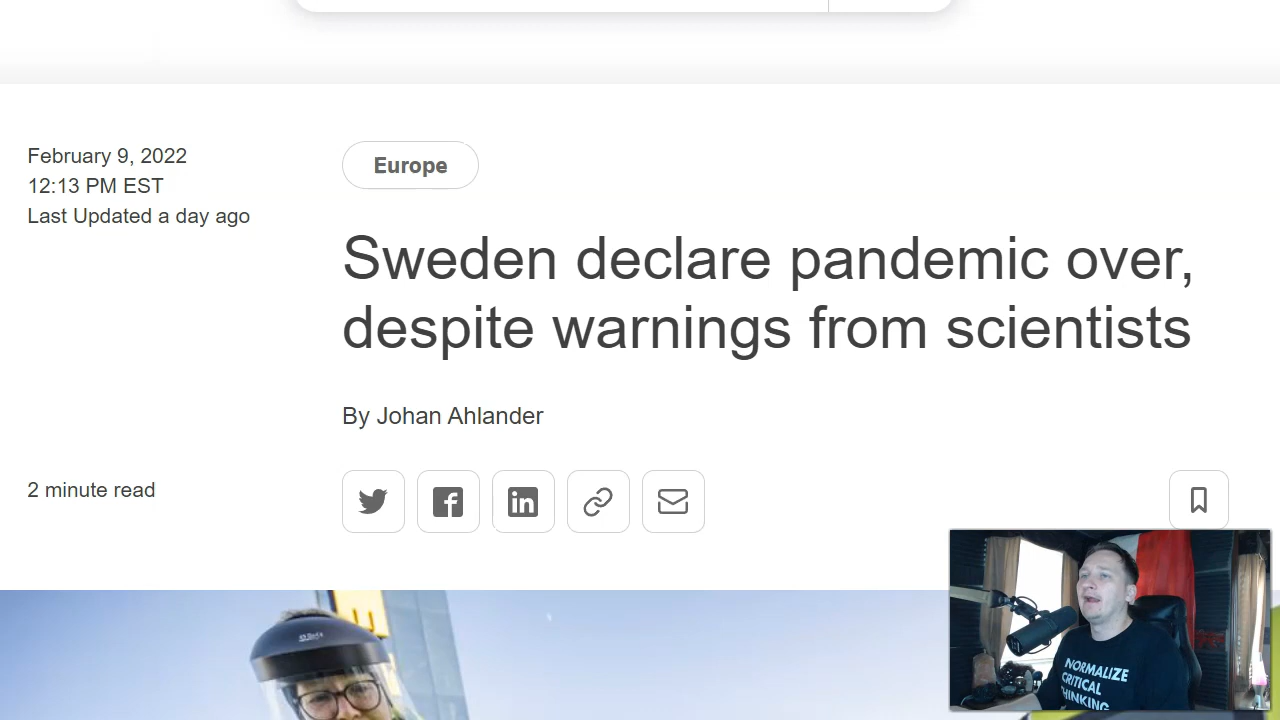 February 9, 2022
12:13 PM EST
Last Updated a day ago
Europe
Sweden declare pandemic over,
despite warnings from scientists
By Johan Ahlander
2 minute read
NORMALIZE
CRITICAL
THINKING